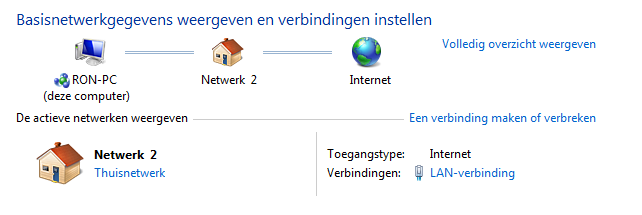 Basisnetwerkgegevens weergeven en verbindingen instellen
Volledig overzicht weergeven
RON-PC
(deze computer)
Netwerk 2
Internet
De actieve netwerken weergeven
Een verbinding maken of verbreken
Netwerk 2
Thuisnetwerk
Toegangstype: Internet
Verbindingen: LAN-verbinding